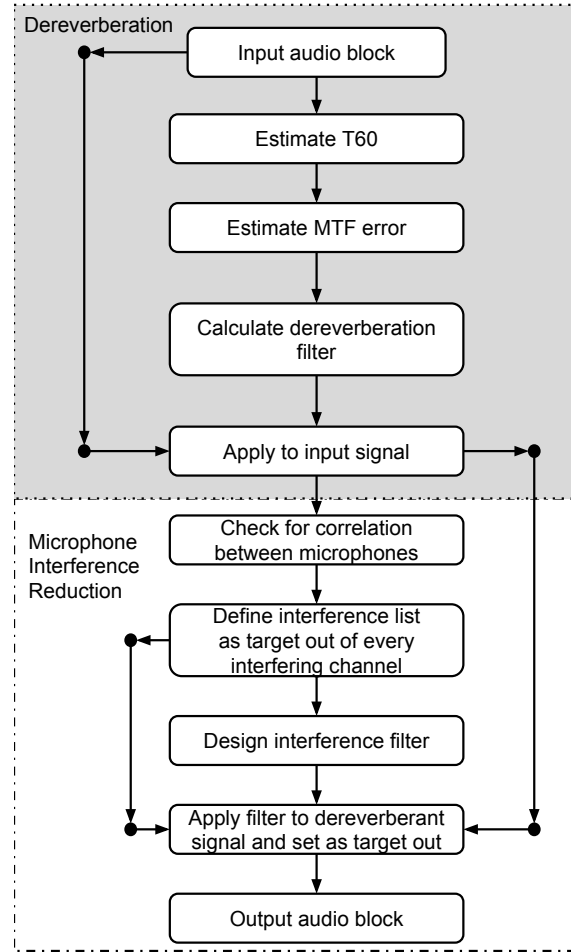 Dereverberation
Input audio block
Estimate T60
Estimate MTF error
Calculate dereverberation
filter
Apply to input signal
Check for correlation
between microphones
Microphone
Interference
Reduction
Define interference list
as target out of every
interfering channel
Design interference filter
Apply filter to dereverberant
signal and set as target out
Output audio block